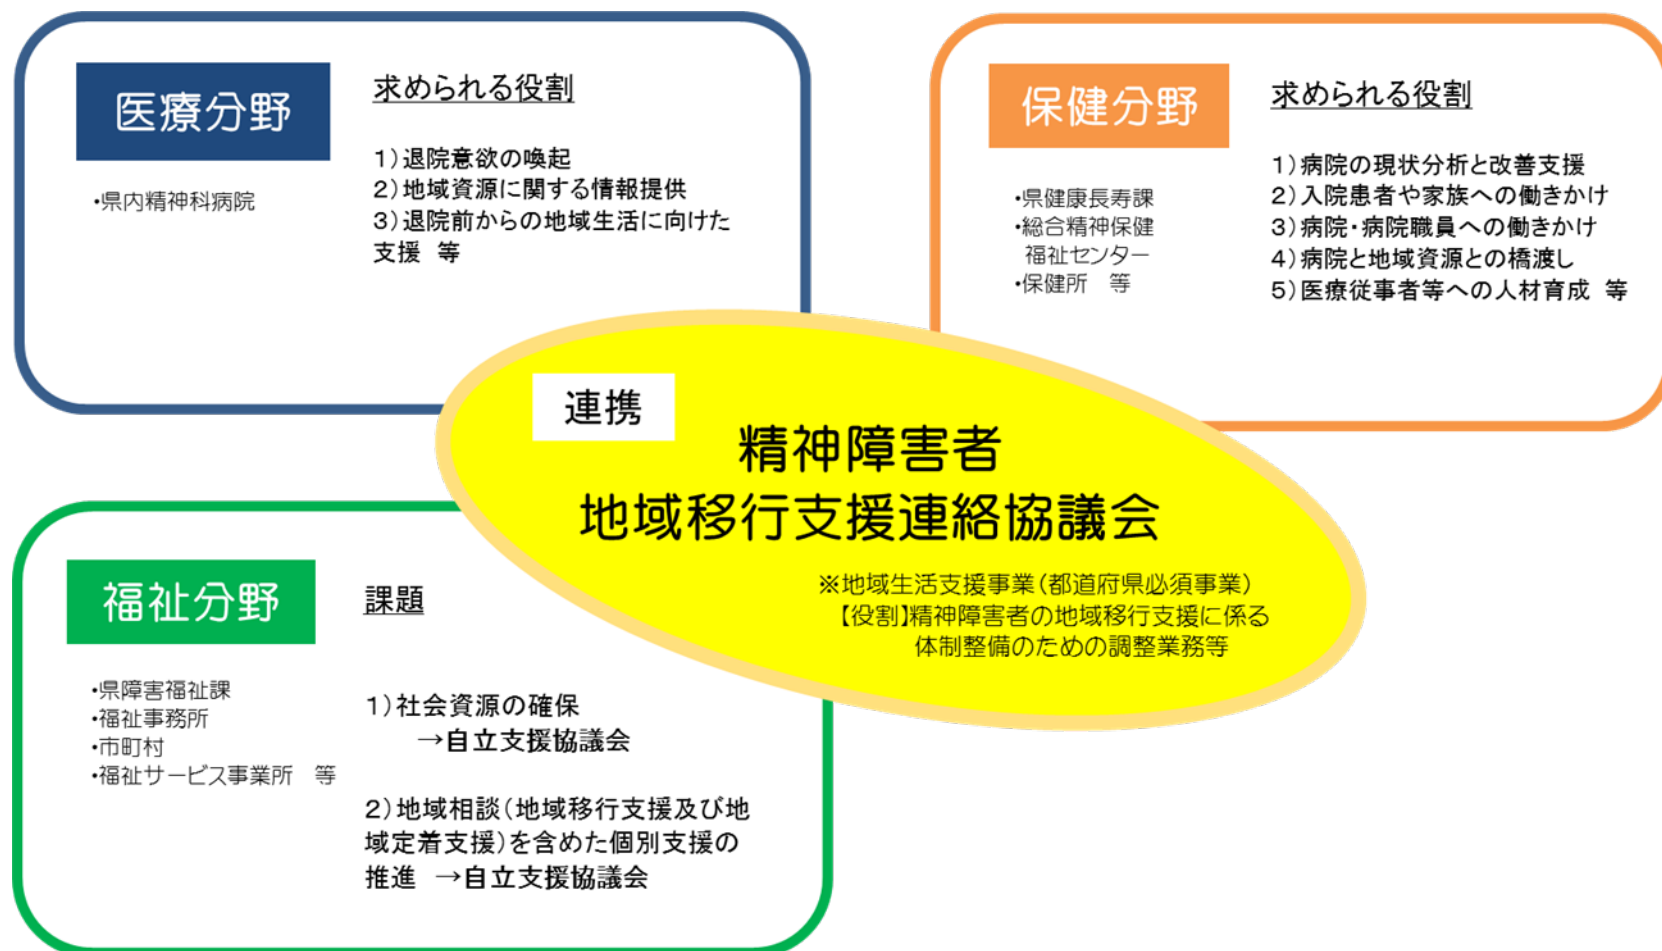 医療分野
・県内精神科病院
求められる役割
1)退院意欲の喚起
2)地域資源に関する情報提供
3)退院前からの地域生活に向けた
支援 等
保健分野
・県健康長寿課
・総合精神保健
福祉センター
・保健所 等
求められる役割
1)病院の現状分析と改善支援
2)入院患者や家族への働きかけ
3)病院・病院職員への働きかけ
4)病院と地域資源との橋渡し
5)医療従事者等への人材育成 等
連携
精神障害者
地域移行支援連絡協議会
※地域生活支援事業(都道府県必須事業)
【役割】精神障害者の地域移行支援に係る
体制整備のための調整業務等
福祉分野
・県障害福祉課
・福祉事務所
・市町村
・福祉サービス事業所 等
課題
1)社会資源の確保
→自立支援協議会
2)地域相談(地域移行支援及び地
域定着支援)を含めた個別支援の
推進 →自立支援協議会